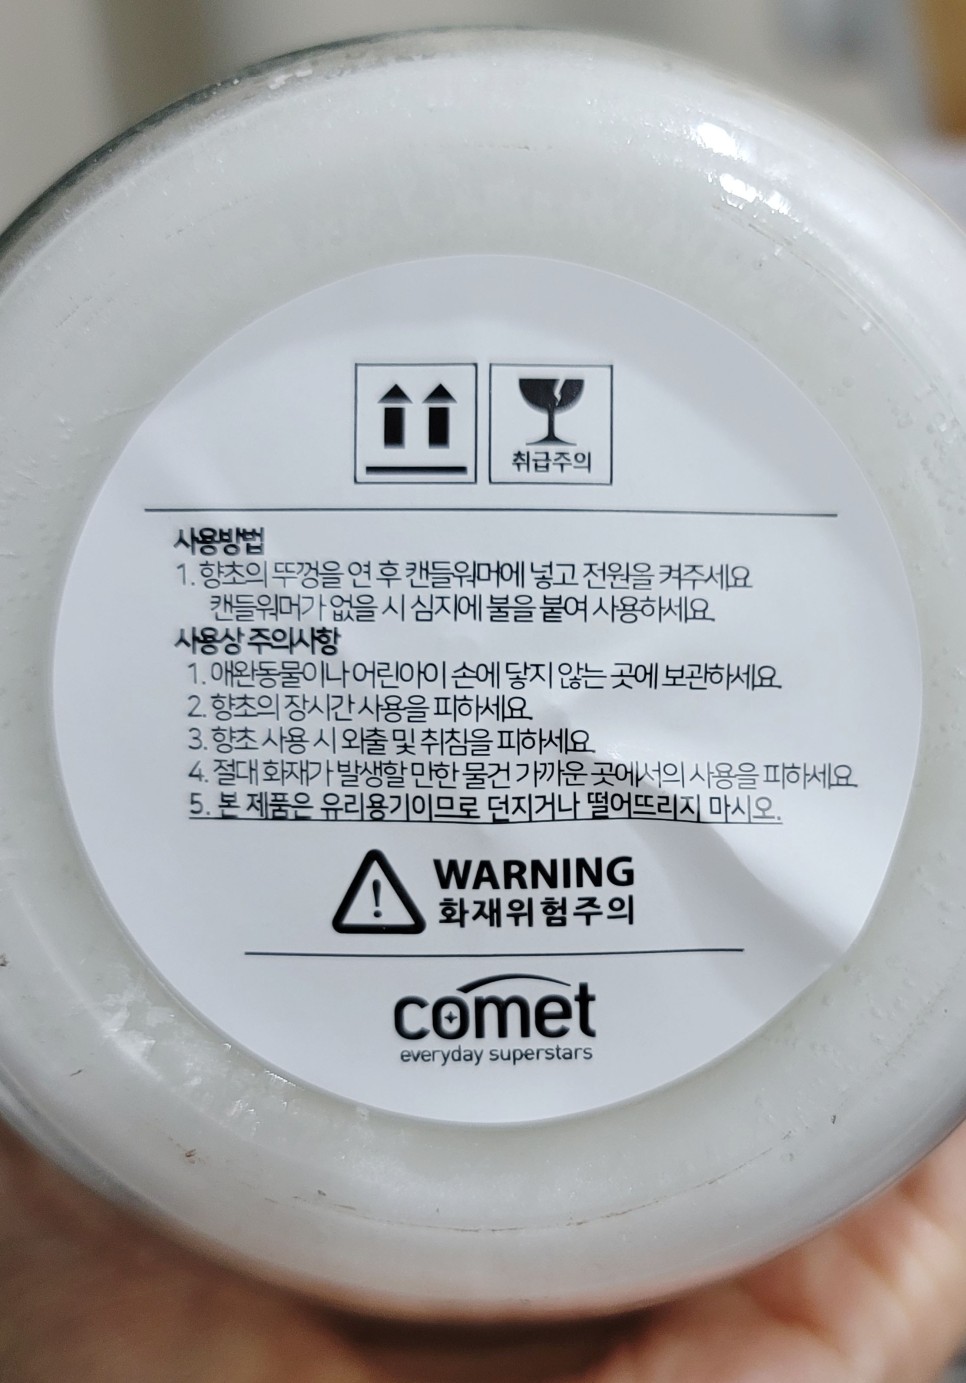 취급주의
사용방법
1. 향초의 뚜껑을 연 후 캔들워머에 넣고 전원을 켜주세요
캔들워머가 없을 시 심지에 불을 붙여 사용하세요.
사용상 주의사항
1. 애완동물이나 어린아이 손에 닿지 않는 곳에 보관하세요.
2. 향초의 장시간 사용을 피하세요.
3. 향초 사용 시 외출 및 취침을 피하세요.
4. 절대 화재가 발생할 만한 물건 가까운 곳에서의 사용을 피하세요.
5. 본 제품은 유리용기이므로 던지거나 떨어뜨리지 마시오.
WARNING
화재위험주의
comet
everyday superstars